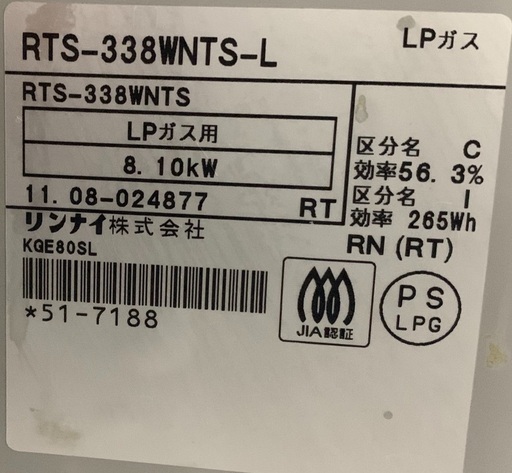 RTS-338WNTS-L
LPガス
RTS-338WNTS
LPガス用
8.10kW
11.08-024877
RT
リンナイ株式会社
KGE80SL
*51-7188
区分名 C
効率56.3%
区分名 I
効率 265Wh
RN(RT)
JIA認証
PS
LPG